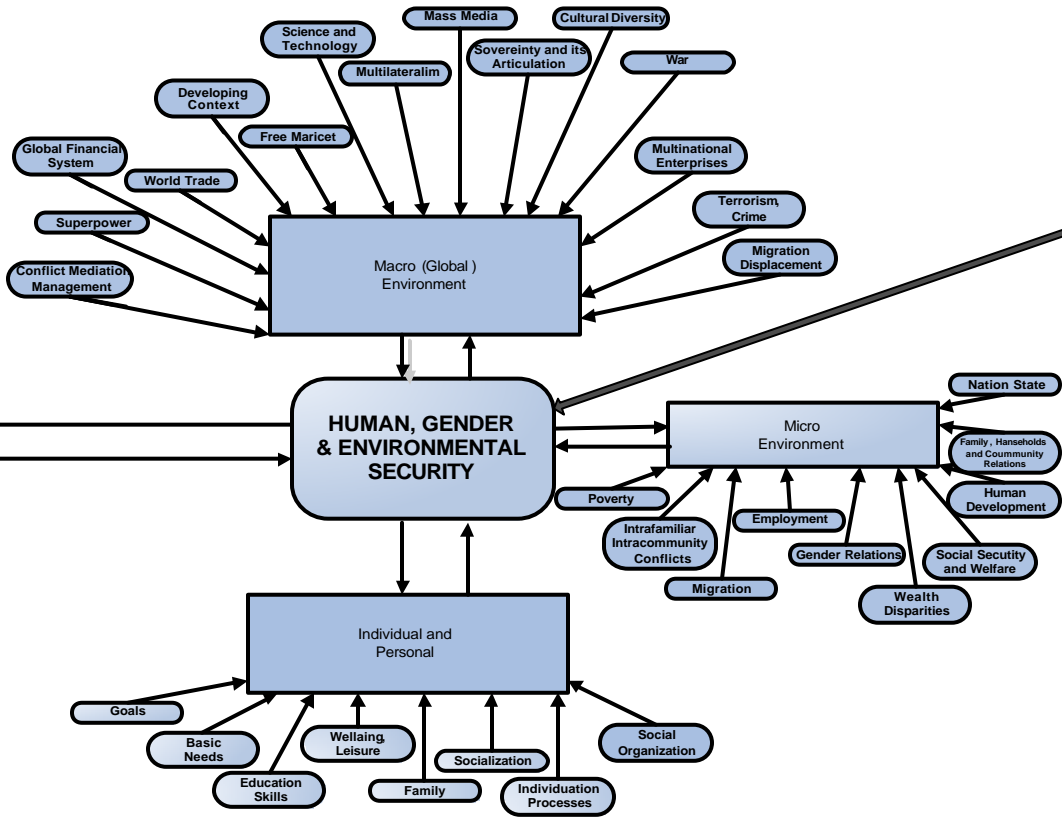 Mass Media
Cultural Diversity
Science and
Technology
Sovereinty and its
Articulation
Multilateralim
War
Developing
Context
Free Maricet
Multinational
Enterprises
Global Financial
System
World Trade
Terrorism,
Crime
Superpower
Migration
Displacement
Conflict Mediation
Management
Macro (Global )
Environment
HUMAN, GENDER
& ENVIRONMENTAL
SECURITY
Micro
Environment
Nation State
Family , Hanseholds
and Coummunity
Relations
Human
Development
Poverty
Employment
Intrafamiliar
Intracommunity
Conflicts
Gender Relations
Social Secutity
and Welfare
Migration
Wealth
Disparities
Individual and
Personal
Goals
Basic
Needs
Wellaing,
Leisure
Social
Organization
Socialization
Education
Skills
Family
Individuation
Processes